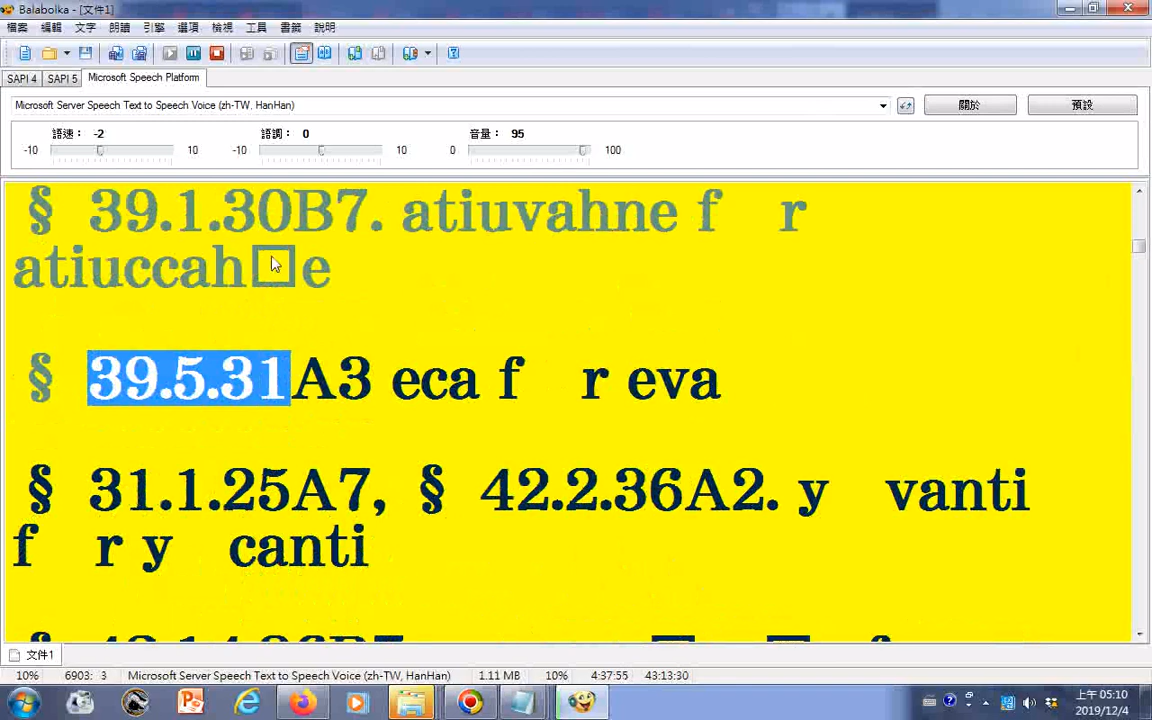 Balabolka - [文件1]
檔案 編輯 文字 朗讀 引擎 選項 檢視 工具 書籤 說明
SAPI 4 SAPI 5 Microsoft Speech Platform
Microsoft Server Speech Text to Speech Voice (zh-TW, HanHan) 關於 預設
語速： -2 語調： 0 音量： 95
-10 10 -10 10 0 100
§ 39.1.30B7. atiuvahne f r
atiuccah□e
§ 39.5.31A3 eca f r eva
§ 31.1.25A7, § 42.2.36A2. y vanti
f r y canti
文件1
10% 6903: 3 Microsoft Server Speech Text to Speech Voice (zh-TW, HanHan) 1.11 MB 10% 4:37:55 43:13:30
上午 05:10
2019/12/4